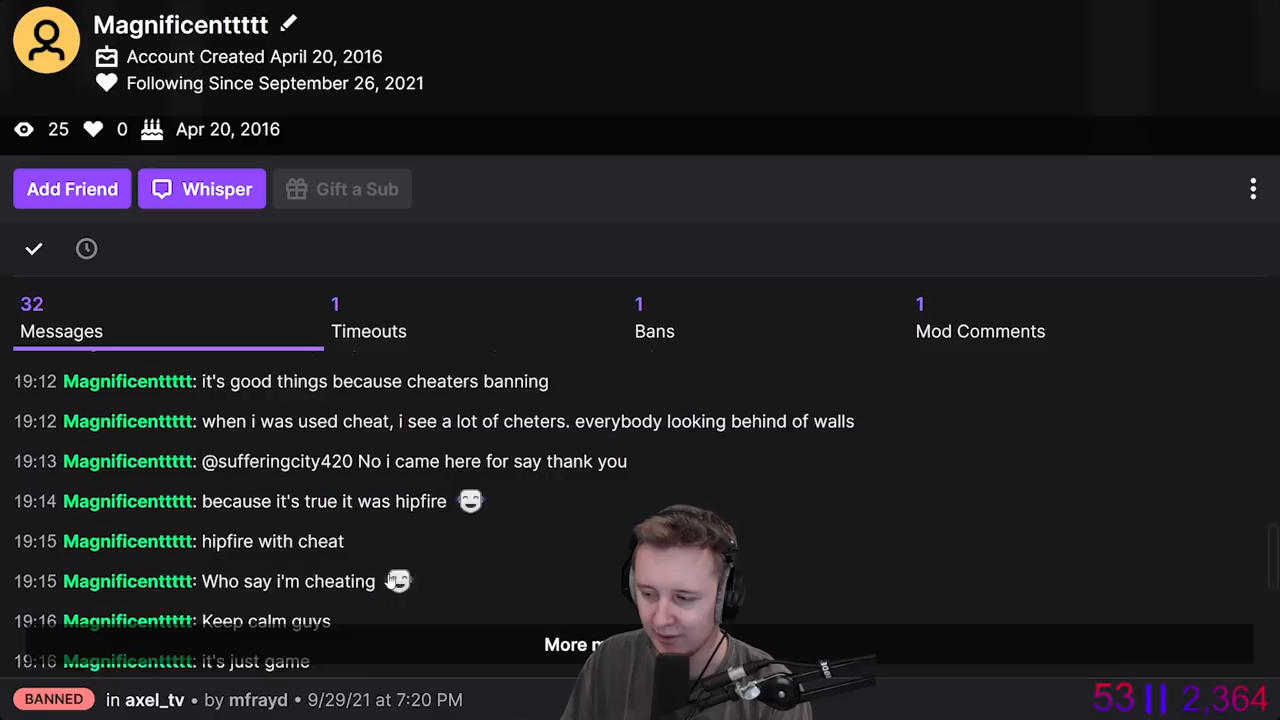 Magnificenttttt
Account Created April 20, 2016
Following Since September 26, 2021
25 0 Apr 20, 2016
Add Friend Whisper Gift a Sub
32 1 1 1
Messages Timeouts Bans Mod Comments
19:12 Magnificenttttt: it's good things because cheaters banning
19:12 Magnificenttttt: when i was used cheat, i see a lot of cheters. everybody looking behind of walls
19:13 Magnificenttttt: @sufferingcity420 No i came here for say thank you
19:14 Magnificenttttt: because it's true it was hipfire
19:15 Magnificenttttt: hipfire with cheat
19:15 Magnificenttttt: Who say i'm cheating
19:16 Magnificenttttt: Keep calm guys
More
19:16 Magnificenttttt: it's just game
BANNED in axel_tv • by mfrayd • 9/29/21 at 7:20 PM
53 || 2,364